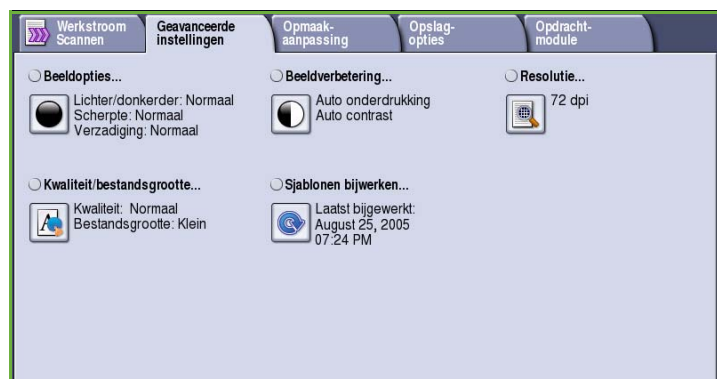 Werkstroom
Scannen
Geavanceerde
instellingen
Opmaak-
aanpassing
Opslag-
opties
Opdracht-
module
Beeldopties...
Lichter/donkerder: Normaal
Scherpte: Normaal
Verzadiging: Normaal
Beeldverbetering...
Auto onderdrukking
Auto contrast
Resolutie...
72 dpi
Kwaliteit/bestandsgrootte...
Kwaliteit: Normaal
Bestandsgrootte: Klein
Sjablonen bijwerken...
Laatst bijgewerkt:
August 25, 2005
07:24 PM